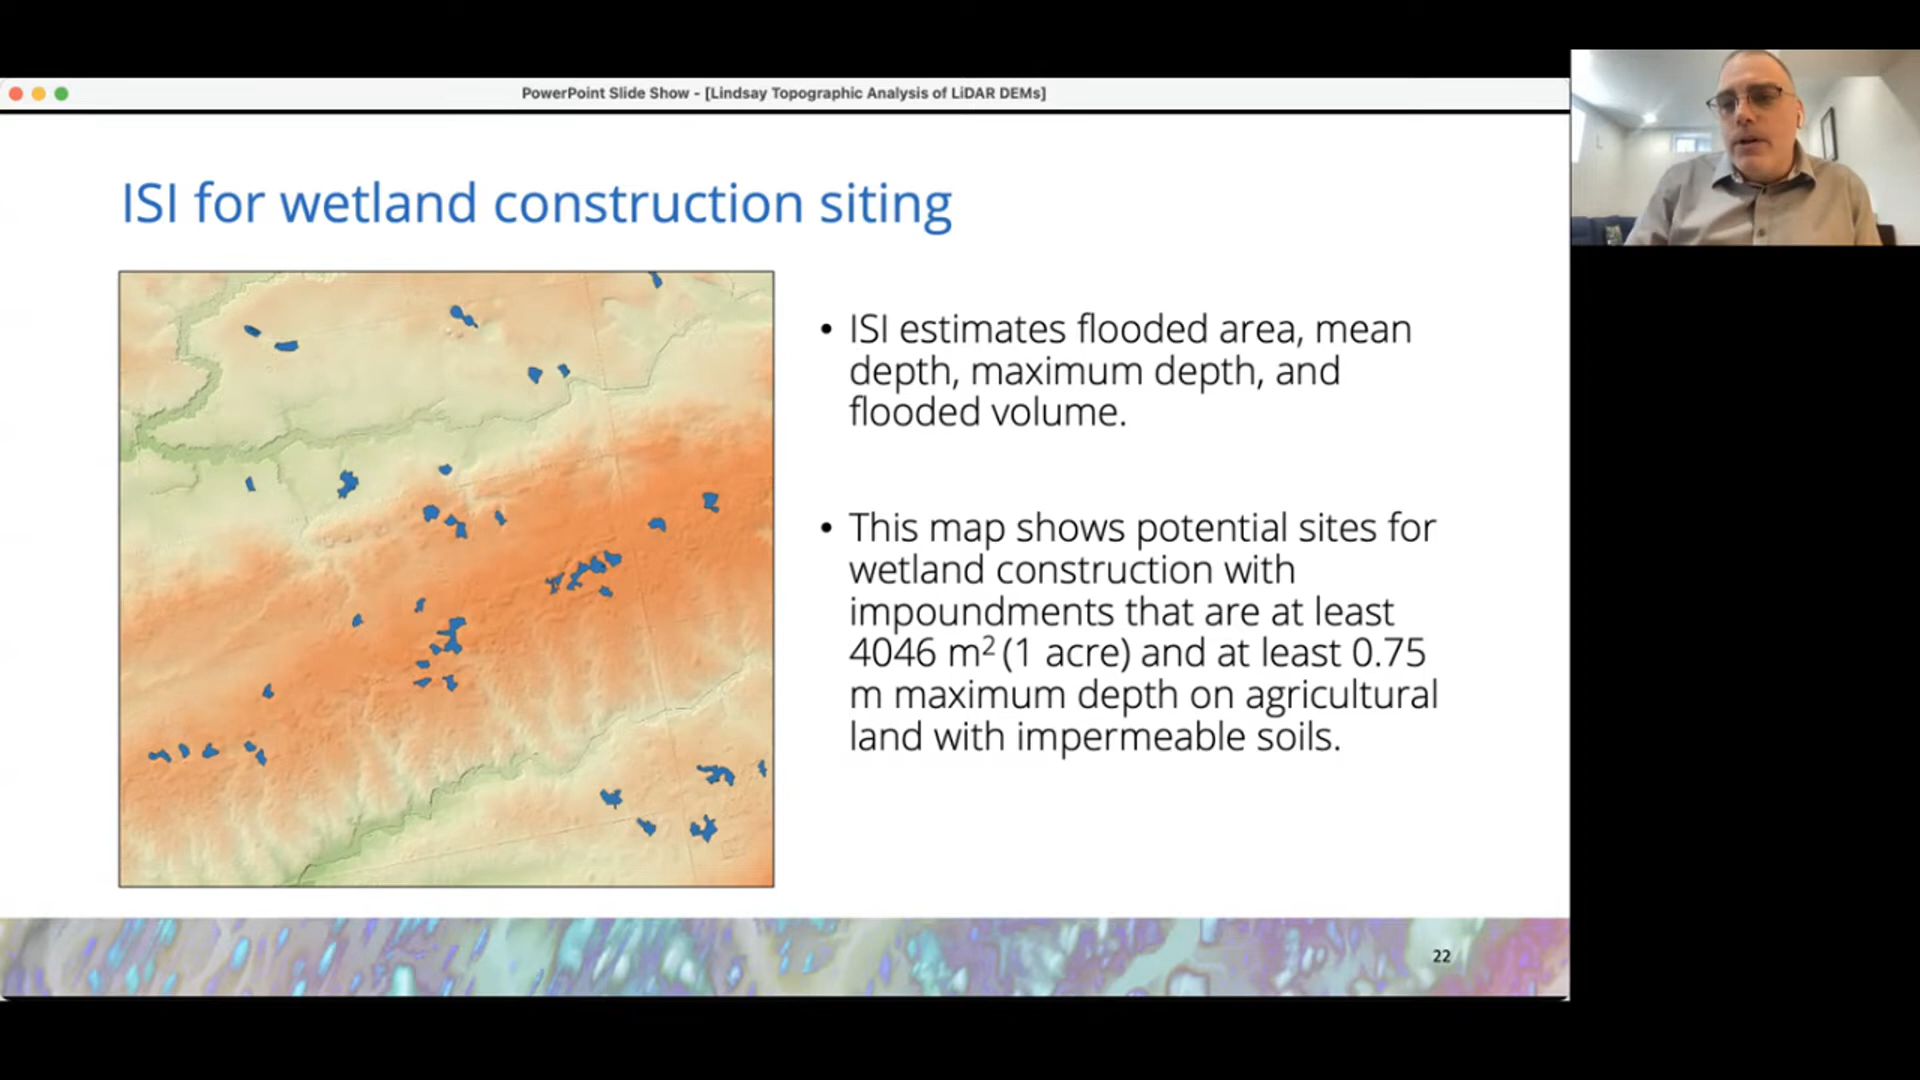 PowerPoint Slide Show - [Lindsay Topographic Analysis of LiDAR DEMs]
ISI for wetland construction siting
• ISI estimates flooded area, mean
depth, maximum depth, and
flooded volume.
• This map shows potential sites for
wetland construction with
impoundments that are at least
4046 m² (1 acre) and at least 0.75
m maximum depth on agricultural
land with impermeable soils.
22